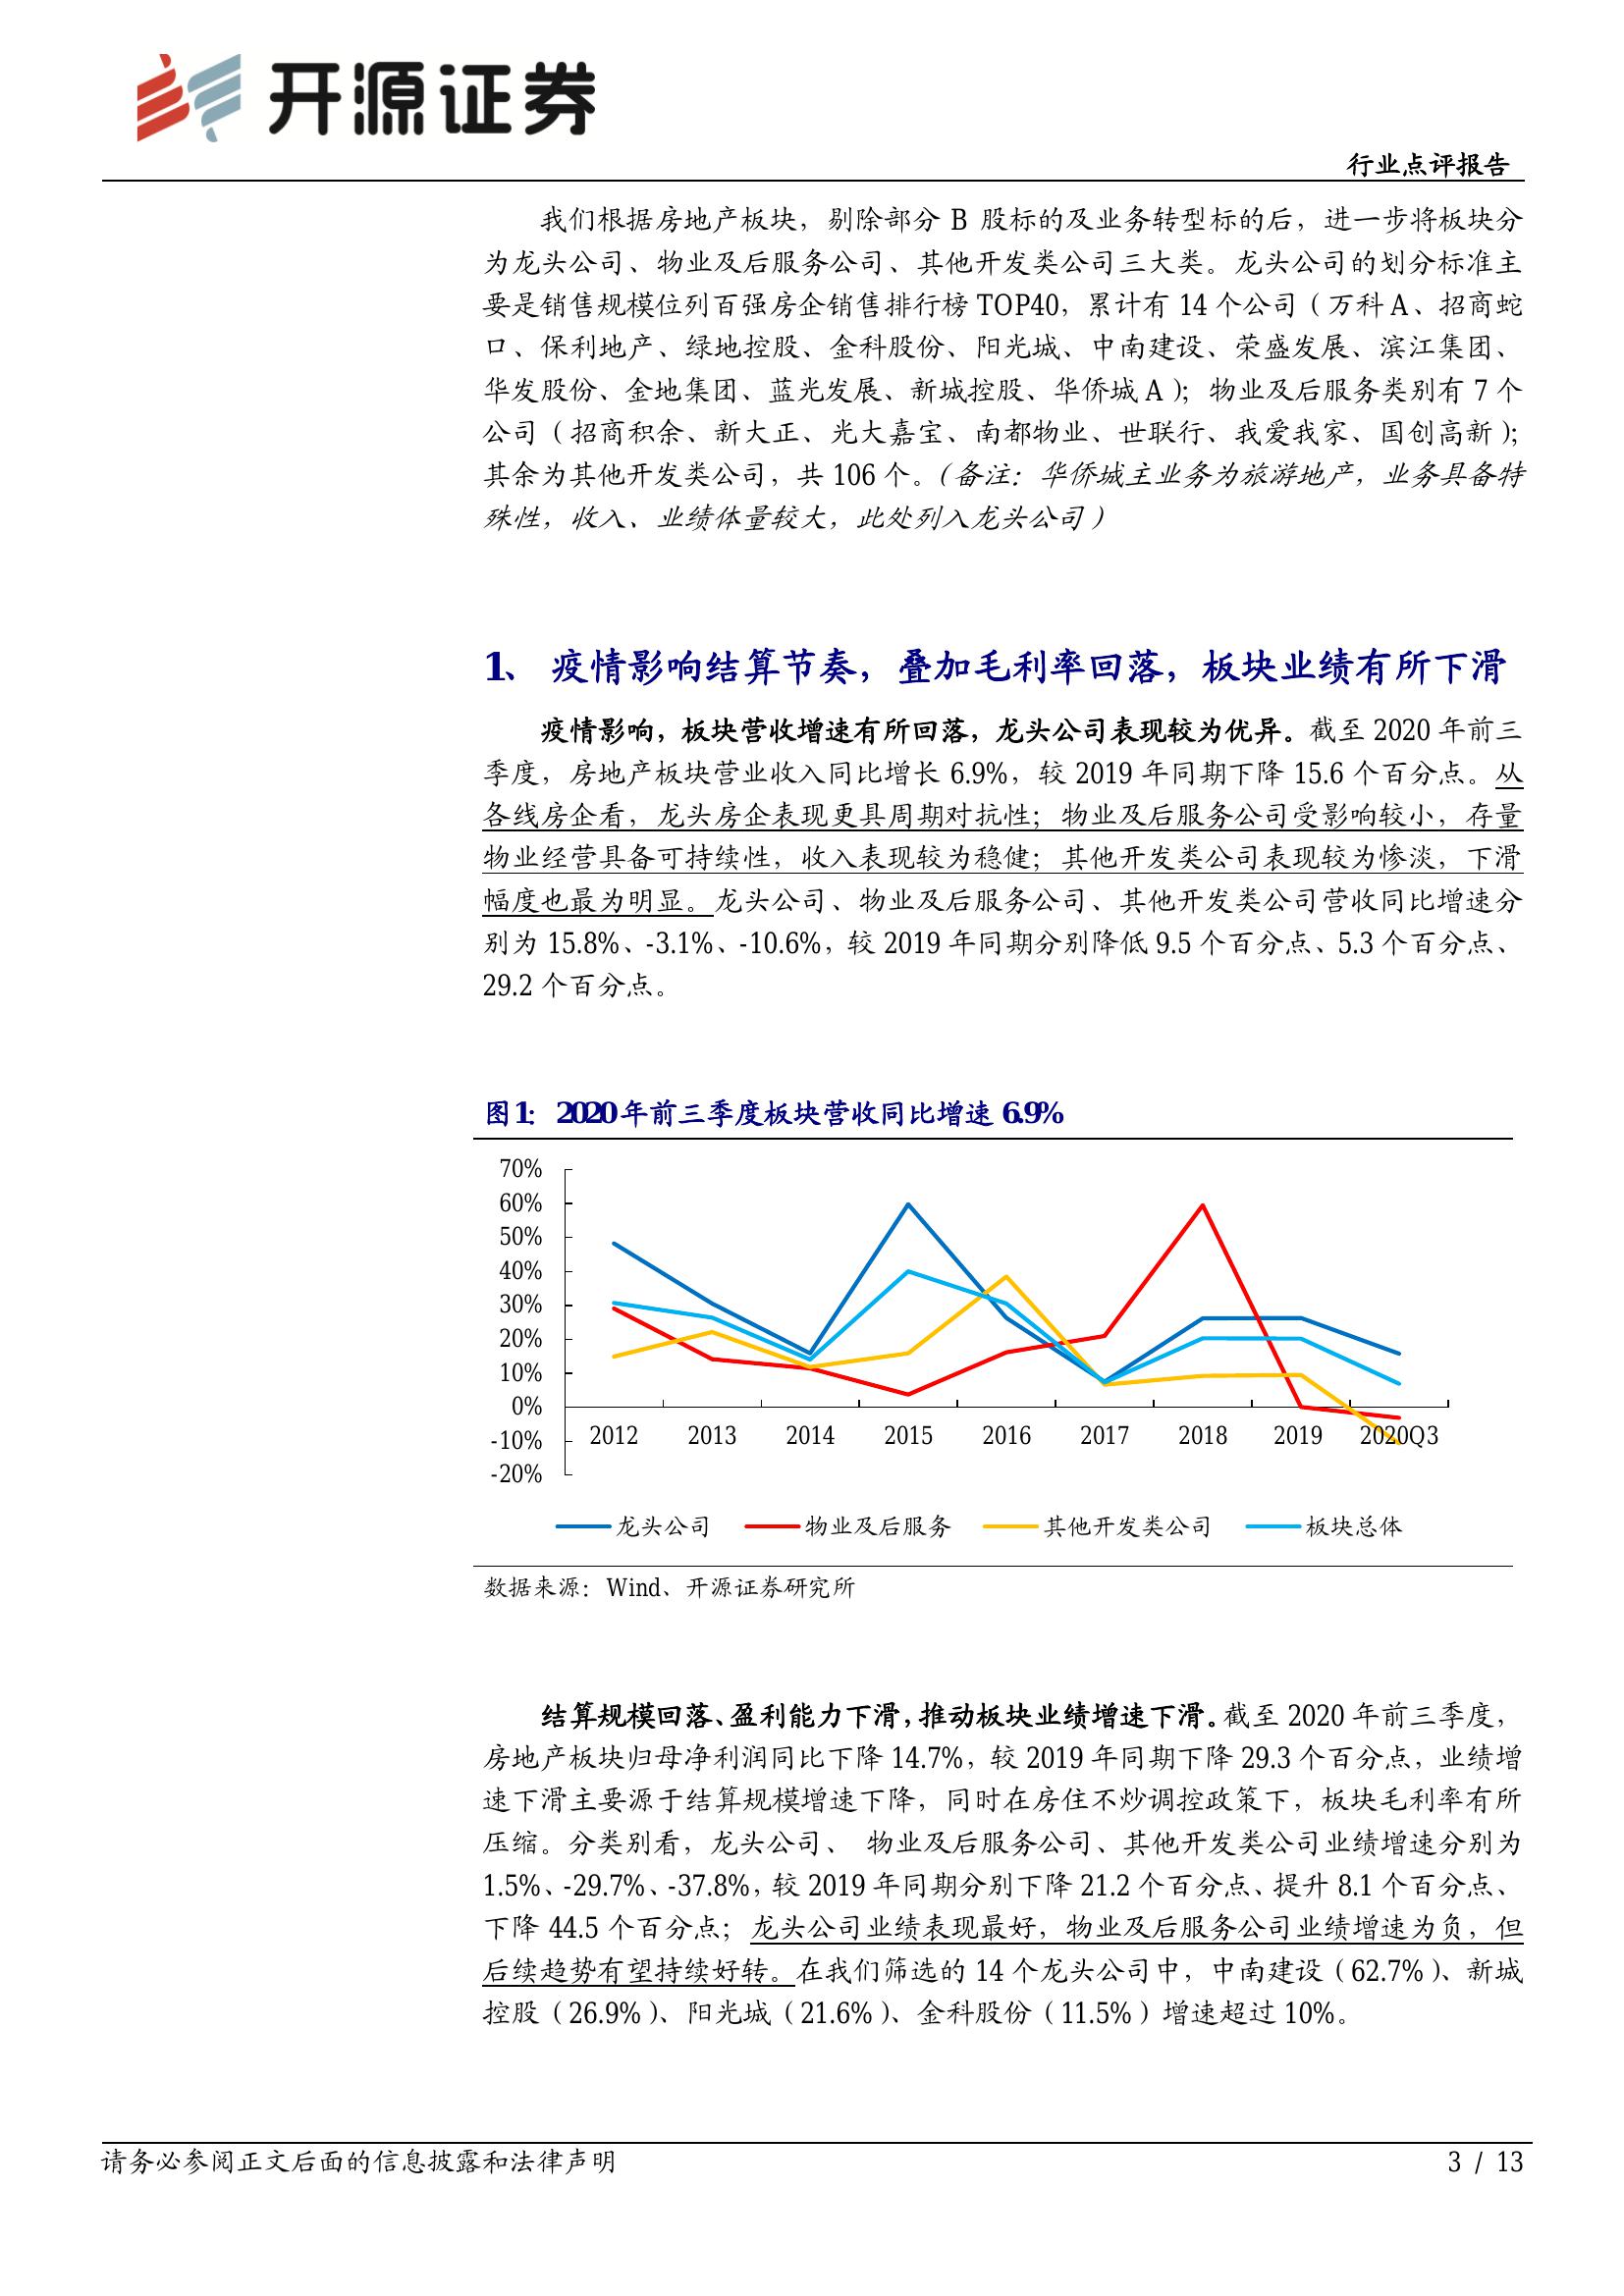 开源证券
行业点评报告
我们根据房地产板块，剔除部分 B 股标的及业务转型标的后，进一步将板块分
为龙头公司、物业及后服务公司、其他开发类公司三大类。龙头公司的划分标准主
要是销售规模位列百强房企销售排行榜 TOP40，累计有 14 个公司（万科 A、招商蛇
口、保利地产、绿地控股、金科股份、阳光城、中南建设、荣盛发展、滨江集团、
华发股份、金地集团、蓝光发展、新城控股、华侨城 A）；物业及后服务类别有 7 个
公司（招商积余、新大正、光大嘉宝、南都物业、世联行、我爱我家、国创高新）；
其余为其他开发类公司，共 106 个。（备注：华侨城主业务为旅游地产，业务具备特
殊性，收入、业绩体量较大，此处列入龙头公司）
1、 疫情影响结算节奏，叠加毛利率回落，板块业绩有所下滑
疫情影响，板块营收增速有所回落，龙头公司表现较为优异。截至 2020 年前三
季度，房地产板块营业收入同比增长 6.9%，较 2019 年同期下降 15.6 个百分点。从
各线房企看，龙头房企表现更具周期对抗性；物业及后服务公司受影响较小，存量
物业经营具备可持续性，收入表现较为稳健；其他开发类公司表现较为惨淡，下滑
幅度也最为明显。龙头公司、物业及后服务公司、其他开发类公司营收同比增速分
别为 15.8%、-3.1%、-10.6%，较 2019 年同期分别降低 9.5 个百分点、5.3 个百分点、
29.2 个百分点。
图1： 2020年前三季度板块营收同比增速 6.9%
70%
60%
50%
40%
30%
20%
10%
0%
-10%
-20%
2012 2013 2014 2015 2016 2017 2018 2019 2020Q3
龙头公司 物业及后服务 其他开发类公司 板块总体
数据来源：Wind、开源证券研究所
结算规模回落、盈利能力下滑，推动板块业绩增速下滑。截至 2020 年前三季度，
房地产板块归母净利润同比下降 14.7%，较 2019 年同期下降 29.3 个百分点，业绩增
速下滑主要源于结算规模增速下降，同时在房住不炒调控政策下，板块毛利率有所
压缩。分类别看，龙头公司、 物业及后服务公司、其他开发类公司业绩增速分别为
1.5%、-29.7%、-37.8%，较 2019 年同期分别下降 21.2 个百分点、提升 8.1 个百分点、
下降 44.5 个百分点；龙头公司业绩表现最好，物业及后服务公司业绩增速为负，但
后续趋势有望持续好转。在我们筛选的 14 个龙头公司中，中南建设（62.7%）、新城
控股（26.9%）、阳光城（21.6%）、金科股份（11.5%）增速超过 10%。
请务必参阅正文后面的信息披露和法律声明
3 / 13